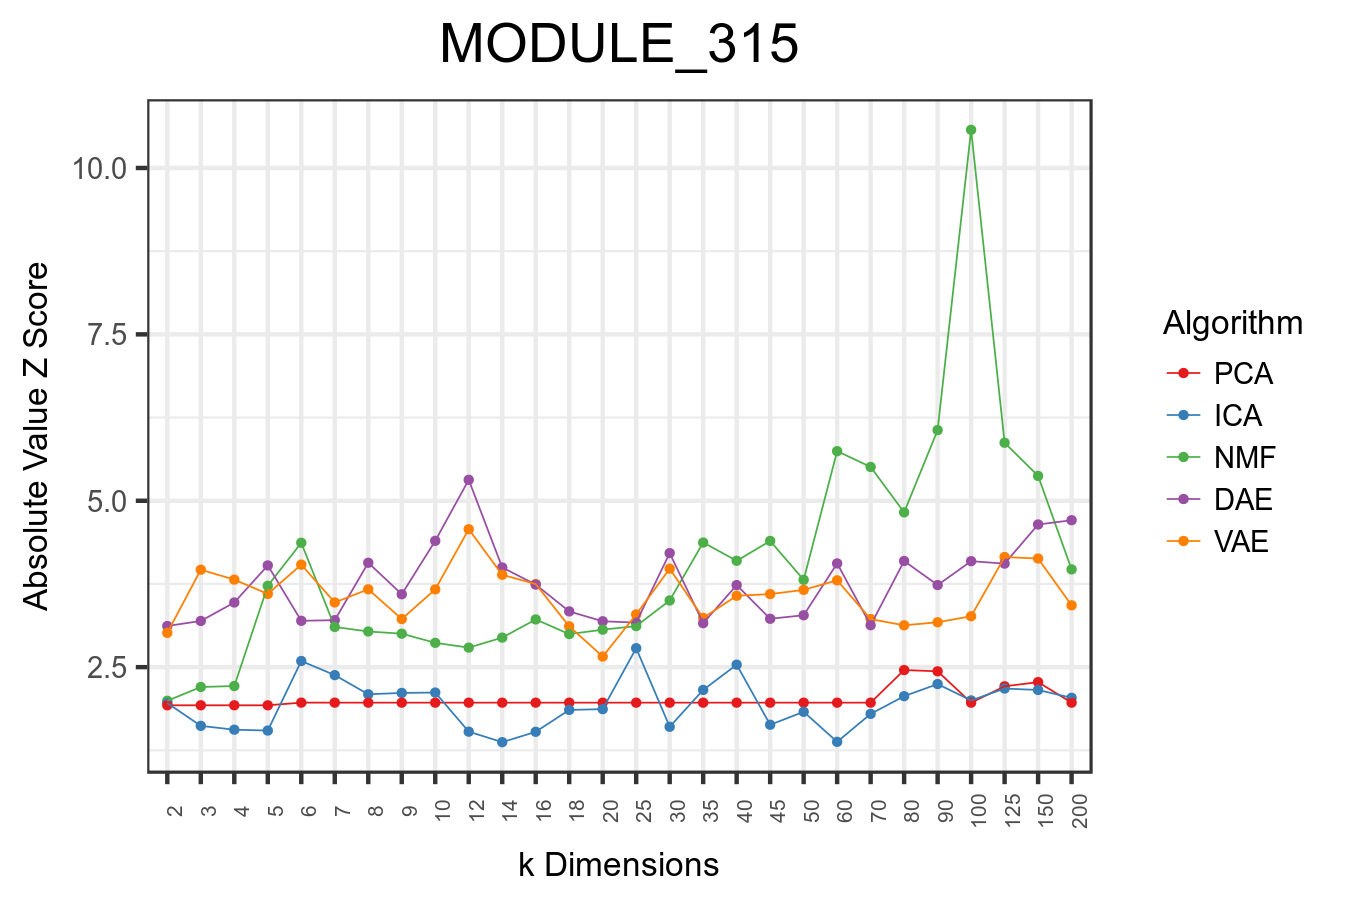 MODULE_315
Absolute Value Z Score
10.0
7.5
5.0
2.5
2 3 4 5 6 7 8 9 10 12 14 16 18 20 25 30 35 40 45 50 60 70 80 90 100 125 150 200
k Dimensions
Algorithm
PCA
ICA
NMF
DAE
VAE